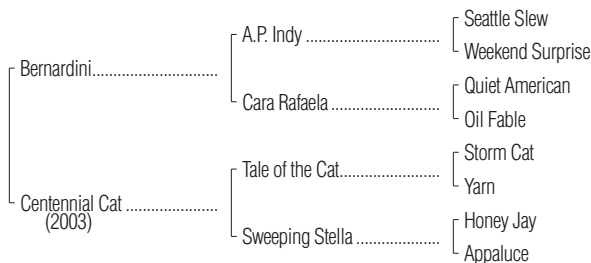 Seattle Slew
A.P. Indy ..................................
Weekend Surprise
Bernardini................................
Quiet American
Cara Rafaela ...........................
Oil Fable
Storm Cat
Tale of the Cat.........................
Yarn
Centennial Cat .......................
(2003)
Honey Jay
Sweeping Stella .....................
Appaluce